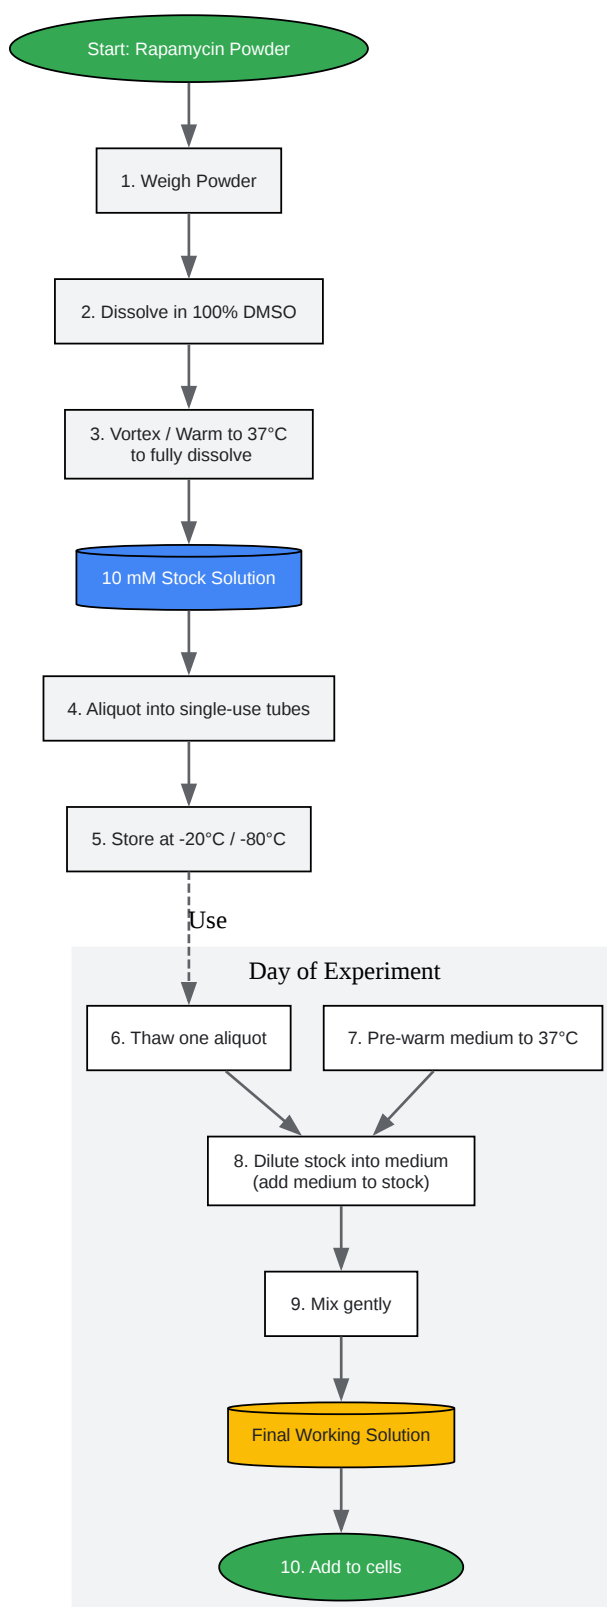 Start: Rapamycin Powder
1. Weigh Powder
2. Dissolve in 100% DMSO
3. Vortex / Warm to 37°C
to fully dissolve
10 mM Stock Solution
4. Aliquot into single-use tubes
5. Store at -20°C / -80°C
Use
Day of Experiment
6. Thaw one aliquot
7. Pre-warm medium to 37°C
8. Dilute stock into medium
(add medium to stock)
9. Mix gently
Final Working Solution
10. Add to cells